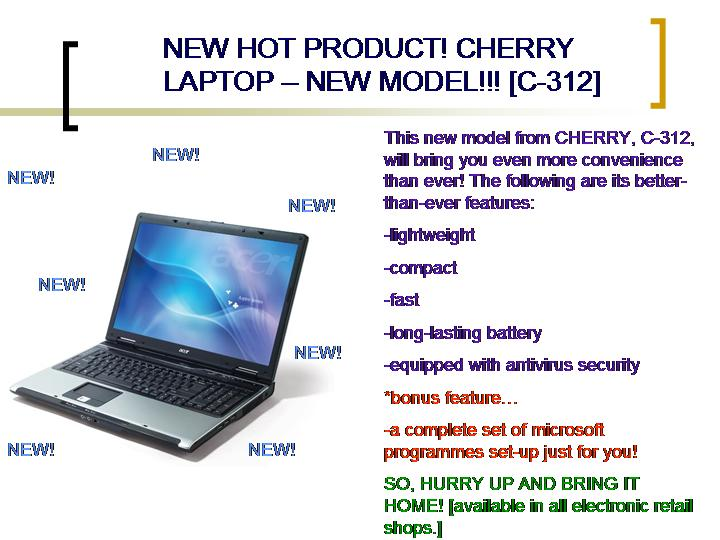 NEW HOT PRODUCT! CHERRY
LAPTOP – NEW MODEL!!! [C-312]
NEW!
NEW!
NEW!
NEW!
NEW!
NEW!
NEW!
acer
acer
This new model from CHERRY, C-312,
will bring you even more convenience
than ever! The following are its better-
than-ever features:
-lightweight
-compact
-fast
-long-lasting battery
-equipped with antivirus security
*bonus feature…
-a complete set of microsoft
programmes set-up just for you!
SO, HURRY UP AND BRING IT
HOME! [available in all electronic retail
shops.]